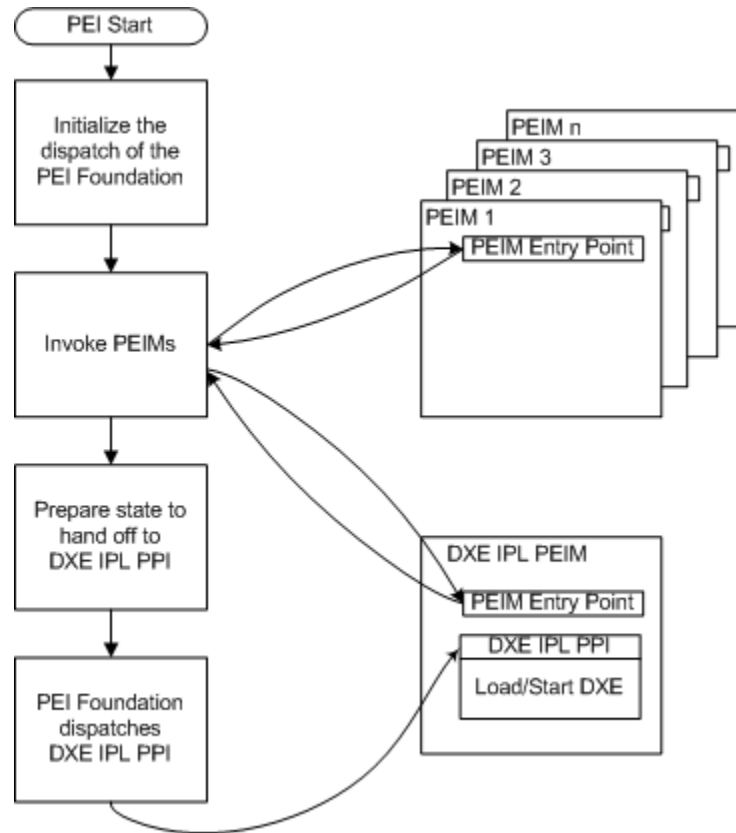 PEI Start
Initialize the
dispatch of the
PEI Foundation
Invoke PEIMs
Prepare state to
hand off to
DXE IPL PPI
PEI Foundation
dispatches
DXE IPL PPI
PEIM n
PEIM 3
PEIM 2
PEIM 1
PEIM Entry Point
DXE IPL PEIM
PEIM Entry Point
DXE IPL PPI
Load/Start DXE